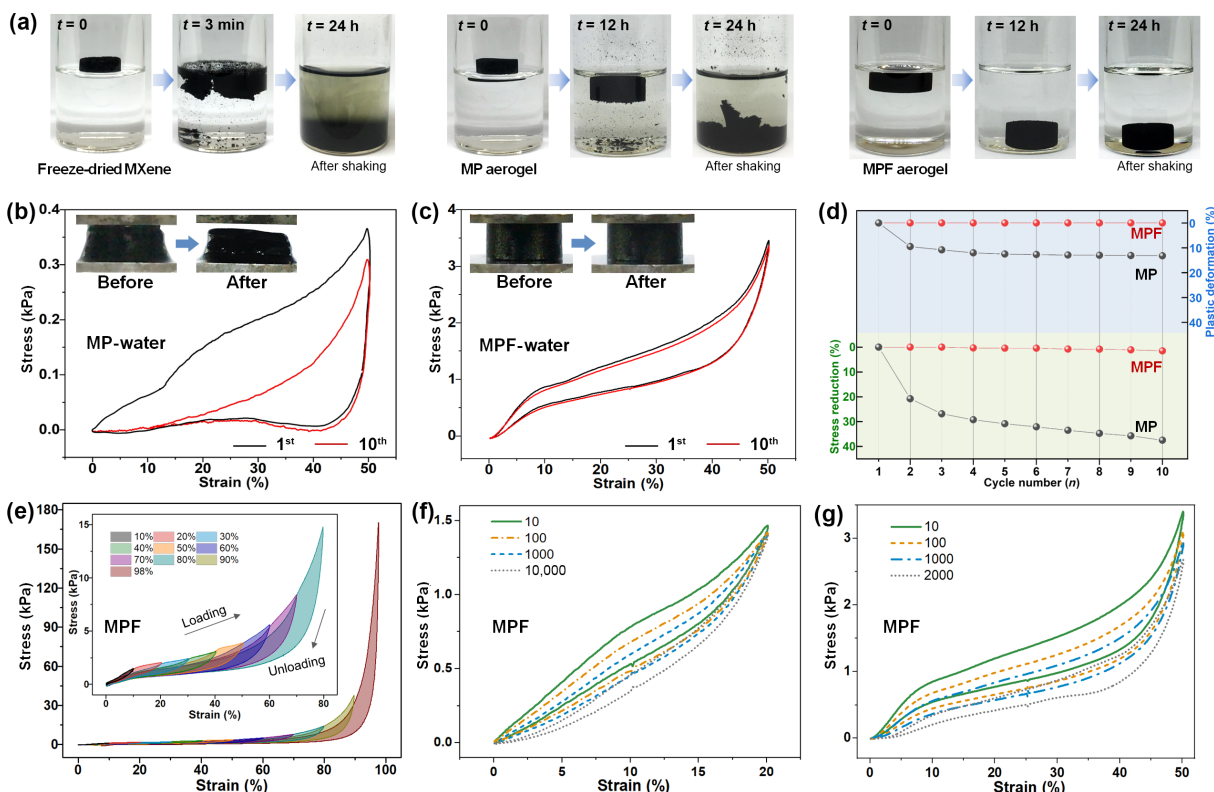 (a)
t = 0
t = 3 min
t = 24 h
Freeze-dried MXene
After shaking
t = 0
t = 12 h
t = 24 h
MP aerogel
After shaking
t = 0
t = 12 h
t = 24 h
MPF aerogel
After shaking
(b)
0.4
0.3
0.2
0.1
0.0
Stress (kPa)
Before
After
MP-water
1st
10th
0
10
20
30
40
50
Strain (%)
(c)
4
3
2
1
0
Stress (kPa)
Before
After
MPF-water
1st
10th
0
10
20
30
40
50
Strain (%)
(d)
MPF
MP
0
10
20
30
40
Plastic deformation (%)
0
10
20
30
40
Stress reduction (%)
MPF
MP
1
2
3
4
5
6
7
8
9
10
Cycle number (n)
(e)
180
150
120
90
60
30
0
Stress (kPa)
MPF
15
10
5
0
Stress (kPa)
10%
20%
30%
40%
50%
60%
70%
80%
90%
98%
Loading
Unloading
0
20
40
60
80
Strain (%)
0
10
20
30
40
50
60
70
80
90
100
Strain (%)
(f)
1.5
1.0
0.5
0.0
Stress (kPa)
10
100
1000
10,000
MPF
0
5
10
15
20
Strain (%)
(g)
3
2
1
0
Stress (kPa)
10
100
1000
2000
MPF
0
10
20
30
40
50
Strain (%)